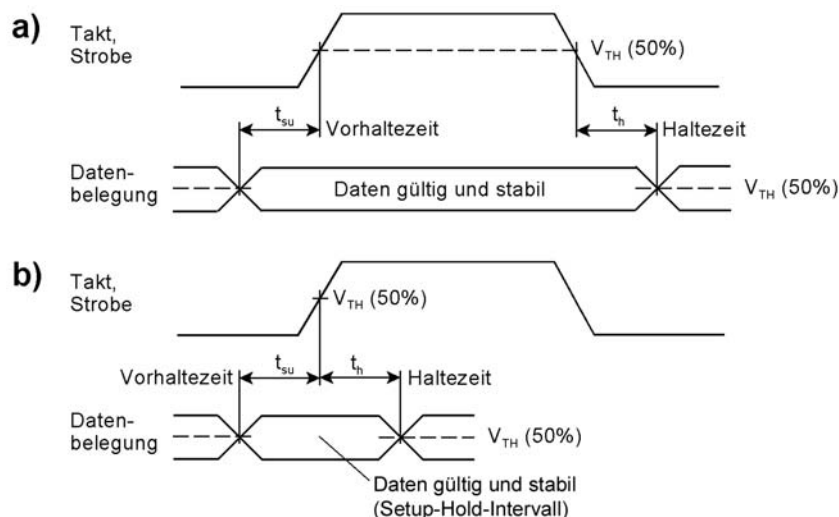 a)
Takt,
Strobe
V_TH (50%)
t_su
Vorhaltezeit
t_h
Haltezeit
Daten-
belegung
Daten gültig und stabil
V_TH (50%)
b)
Takt,
Strobe
V_TH (50%)
Vorhaltezeit
t_su
t_h
Haltezeit
Daten-
belegung
V_TH (50%)
Daten gültig und stabil
(Setup-Hold-Intervall)